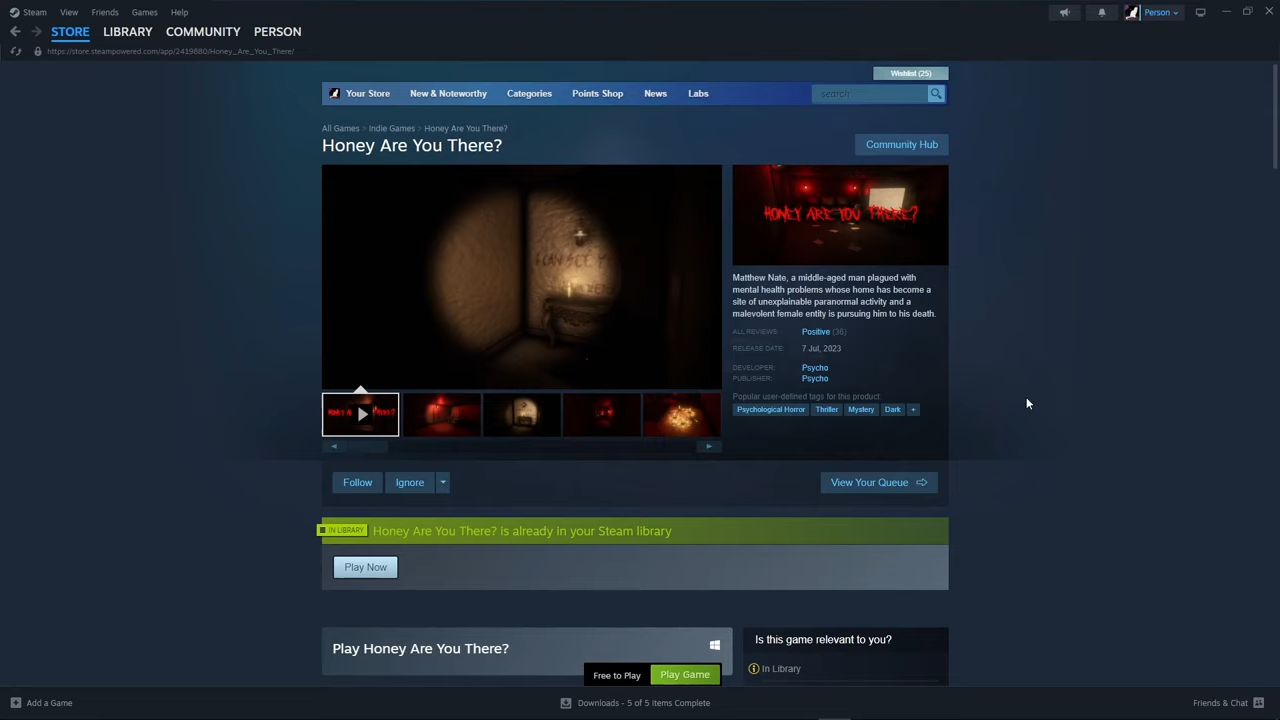 Steam View Friends Games Help
Person
STORE LIBRARY COMMUNITY PERSON
https://store.steampowered.com/app/2419880/Honey_Are_You_There/
Wishlist (25)
Your Store New & Noteworthy Categories Points Shop News Labs search
All Games > Indie Games > Honey Are You There?
Honey Are You There?
Community Hub
HONEY ARE YOU THERE?
Matthew Nate, a middle-aged man plagued with
mental health problems whose home has become a
site of unexplainable paranormal activity and a
malevolent female entity is pursuing him to his death.
ALL REVIEWS: Positive (36)
RELEASE DATE: 7 Jul, 2023
DEVELOPER: Psycho
PUBLISHER: Psycho
Popular user-defined tags for this product
Psychological Horror Thriller Mystery Dark +
Follow Ignore View Your Queue
IN LIBRARY Honey Are You There? is already in your Steam library
Play Now
Play Honey Are You There?
Free to Play Play Game
Is this game relevant to you?
In Library
Add a Game Downloads - 5 of 5 Items Complete Friends & Chat